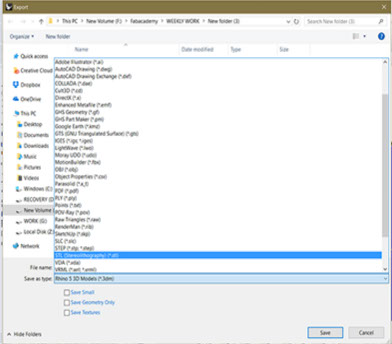 Export
This PC > New Volume (F:) > Fabacademy > WEEKLY WORK > New folder (3)
Search New folder (3)
Organize
New folder
Name
Date modified
Type
Size
Quick access
Creative Cloud
Dropbox
OneDrive
This PC
Desktop
Documents
Downloads
Music
Pictures
Videos
Windows (C:)
RECOVERY (D
New Volume
WORK (G:)
Local Disk (Z:
Network
Adobe Illustrator (*.ai)
AutoCAD Drawing (*.dwg)
AutoCAD Drawing Exchange (*.dxf)
COLLADA (*.dae)
Cult3D (*.cd)
DirectX (*.x)
Enhanced Metafile (*.emf)
GHS Geometry (*.gf)
GHS Part Maker (*.pm)
Google Earth (*.kmz)
GTS (GNU Triangulated Surface) (*.gts)
IGES (*.igs, *.iges)
LightWave (*.lwo)
Moray UDO (*.udo)
MotionBuilder (*.fbx)
OBJ (*.obj)
Object Properties (*.csv)
Parasolid (*.x_t)
PDF (*.pdf)
PLY (*.ply)
Points (*.txt)
POV-Ray (*.pov)
Raw Triangles (*.raw)
RenderMan (*.rib)
SketchUp (*.skp)
SLC (*.slc)
STEP (*.stp, *.step)
STL (Stereolithography) (*.stl)
VDA (*.vda)
VRML (*.wrl, *.vrml)
File name:
Save as type: Rhino 5 3D Models (*.3dm)
Save Small
Save Geometry Only
Save Textures
Hide Folders
Save
Cancel